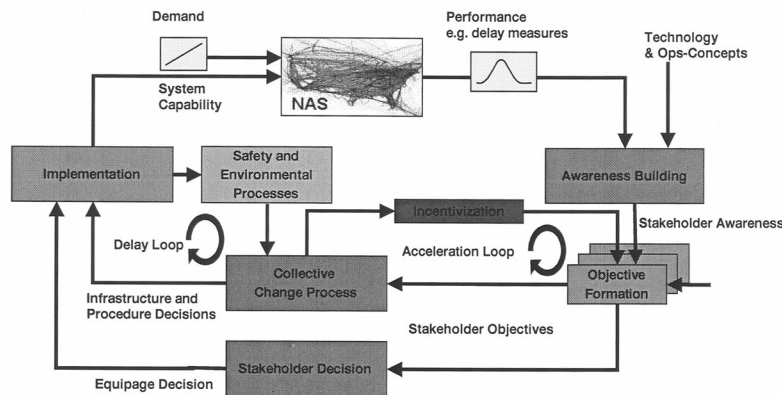 Demand
Performance
e.g. delay measures
Technology
& Ops-Concepts
System
Capability
NAS
Implementation
Safety and
Environmental
Processes
Awareness Building
Incentivization
Stakeholder Awareness
Delay Loop
Acceleration Loop
Collective
Change Process
Objective
Formation
Infrastructure and
Procedure Decisions
Stakeholder Objectives
Stakeholder Decision
Equipage Decision